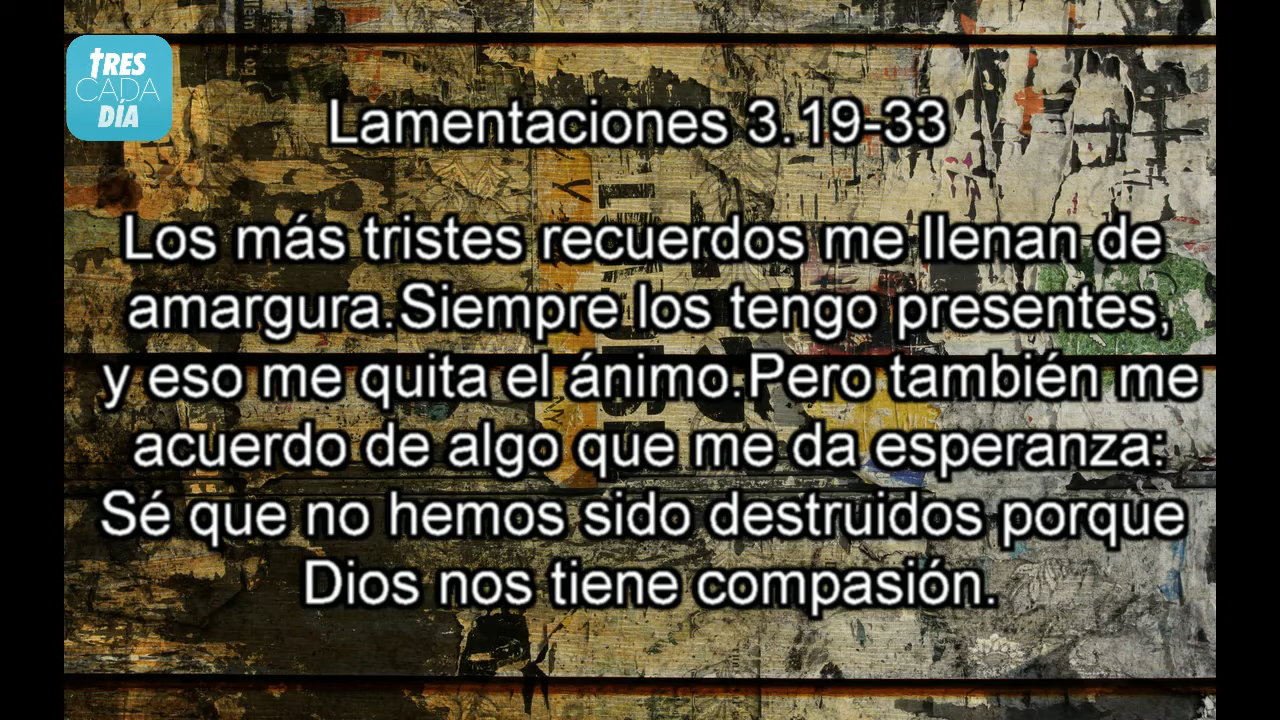 tRES
CADA
DÍA
Lamentaciones 3.19-33
Los más tristes recuerdos me llenan de
amargura.Siempre los tengo presentes,
y eso me quita el ánimo.Pero también me
acuerdo de algo que me da esperanza:
Sé que no hemos sido destruidos porque
Dios nos tiene compasión.